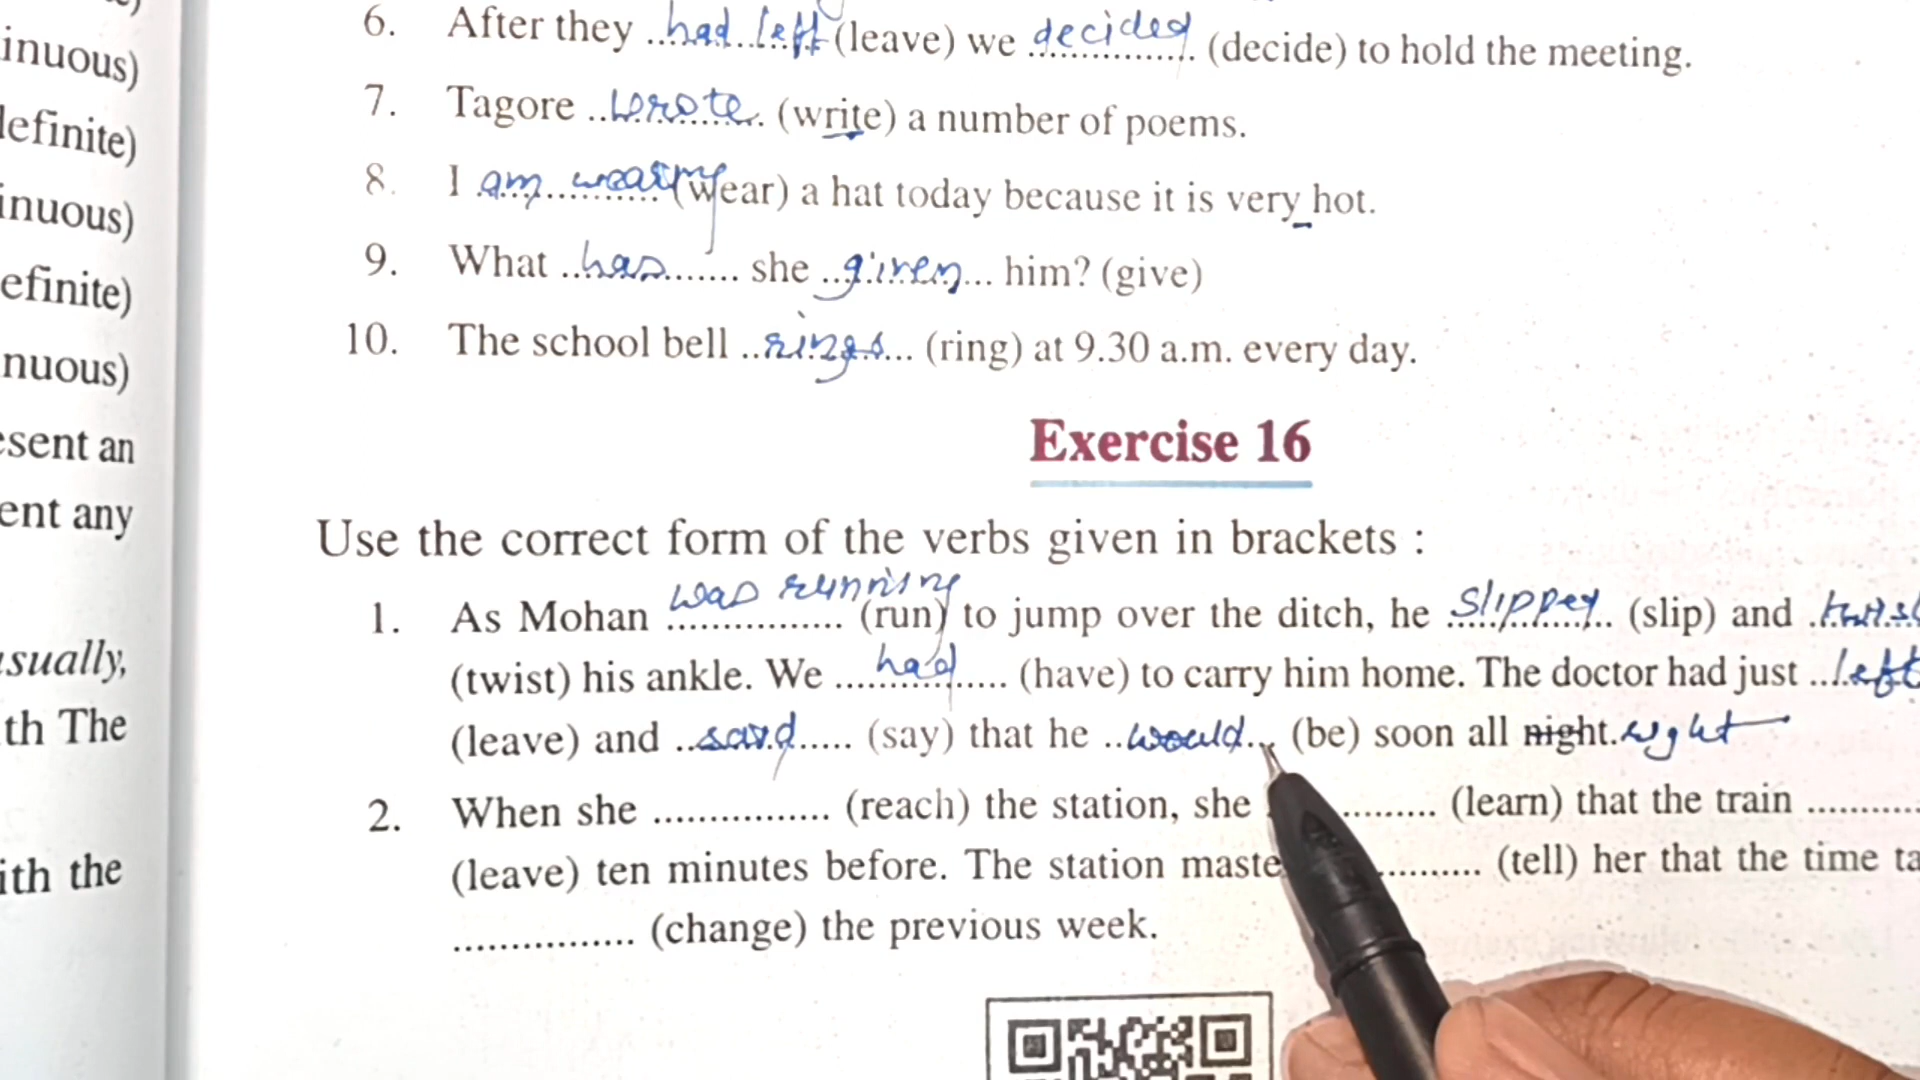 inuous)
definite)
inuous)
efinite)
nuous)
esent an
ent any
usually,
th The
ith the
6. After they had left (leave) we decided (decide) to hold the meeting.
7. Tagore wrote (write) a number of poems.
8. I am wearing (wear) a hat today because it is very hot.
9. What has she given him? (give)
10. The school bell rings (ring) at 9.30 a.m. every day.
Exercise 16
Use the correct form of the verbs given in brackets :
1. As Mohan was running (run) to jump over the ditch, he slipped (slip) and twist
(twist) his ankle. We had (have) to carry him home. The doctor had just left
(leave) and said (say) that he would (be) soon all night. right
2. When she ................ (reach) the station, she .......... (learn) that the train ..........
(leave) ten minutes before. The station maste .......... (tell) her that the time ta
................ (change) the previous week.